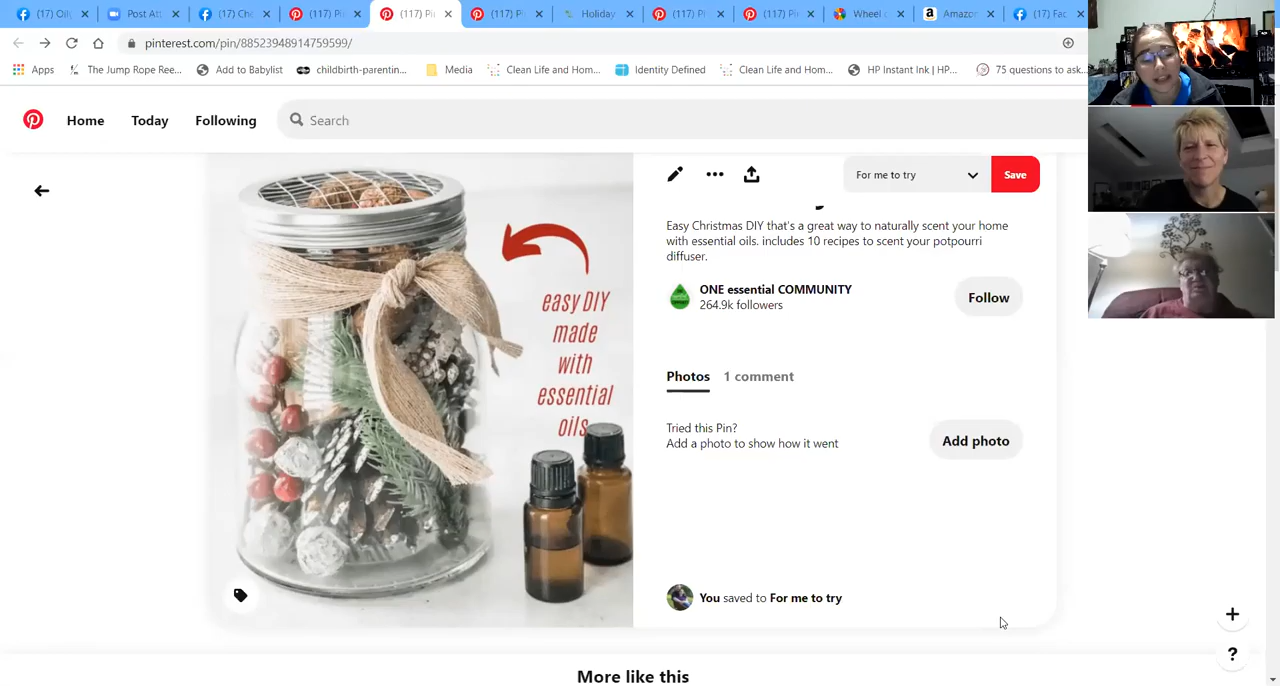 (17) Oily
Post Att
(17) Ch
(117) Pi
(117) Pi
(117) P
Holiday
(117) P
(117) Pi
Wheel
Amazon
(17) Fac
pinterest.com/pin/88523948914759599/
Apps
The Jump Rope Ree...
Add to Babylist
childbirth-parentin...
Media
Clean Life and Hom...
Identity Defined
Clean Life and Hom...
HP Instant Ink | HP...
75 questions to ask...
Home
Today
Following
Search
For me to try
Save
Easy Christmas DIY that's a great way to naturally scent your home
with essential oils. includes 10 recipes to scent your potpourri
diffuser.
ONE essential COMMUNITY
264.9k followers
Follow
easy DIY
made
with
essential
oils
Photos
1 comment
Tried this Pin?
Add a photo to show how it went
Add photo
You saved to For me to try
More like this